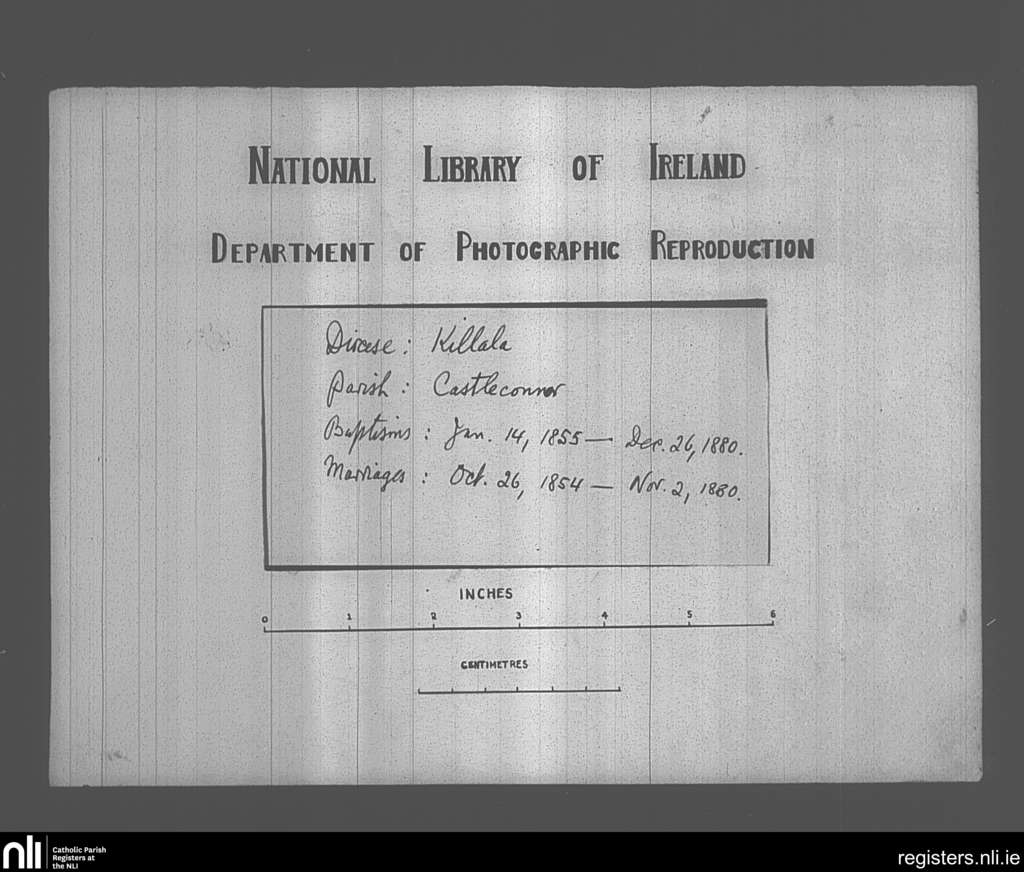 NATIONAL LIBRARY OF IRELAND
DEPARTMENT OF PHOTOGRAPHIC REPRODUCTION
Diocese: Killala
Parish: Castleconnor
Baptisms: Jan. 14, 1855 — Dec. 26, 1880.
Marriages: Oct. 26, 1854 — Nov. 2, 1880.
INCHES
0 1 2 3 4 5 6
CENTIMETRES
nli Catholic Parish
Registers at
the NLI
registers.nli.ie